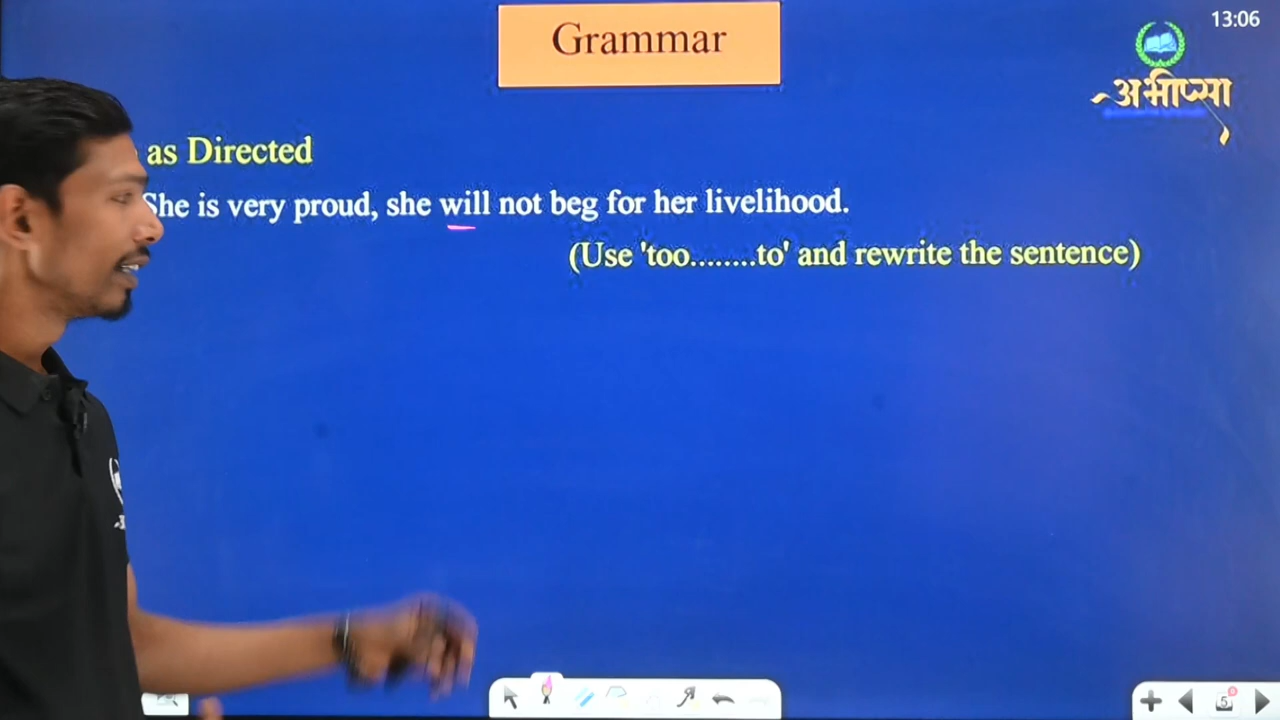 Grammar
13:06
अभीप्सा
as Directed
She is very proud, she will not beg for her livelihood.
(Use 'too........to' and rewrite the sentence)
5